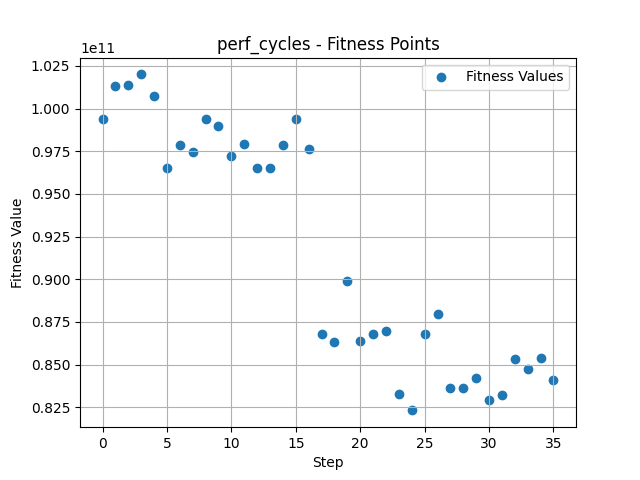 perf_cycles - Fitness Points
1e11
Fitness Values
1.025
1.000
0.975
0.950
0.925
0.900
0.875
0.850
0.825
Fitness Value
0 5 10 15 20 25 30 35
Step